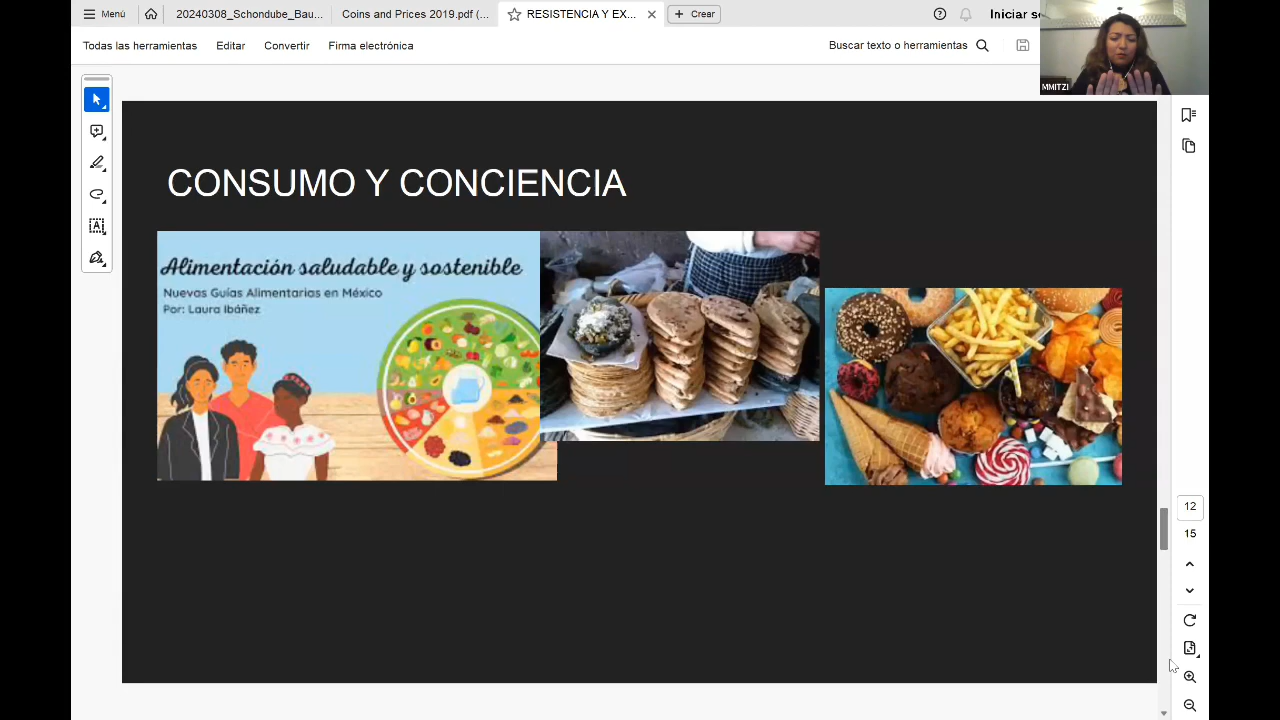 Menú
20240308_Schondube_Bau...
Coins and Prices 2019.pdf (...
RESISTENCIA Y EX...
Crear
Iniciar se
Todas las herramientas
Editar
Convertir
Firma electrónica
Buscar texto o herramientas
MMITZI
CONSUMO Y CONCIENCIA
Alimentación saludable y sostenible
Nuevas Guías Alimentarias en México
Por: Laura Ibáñez
12
15